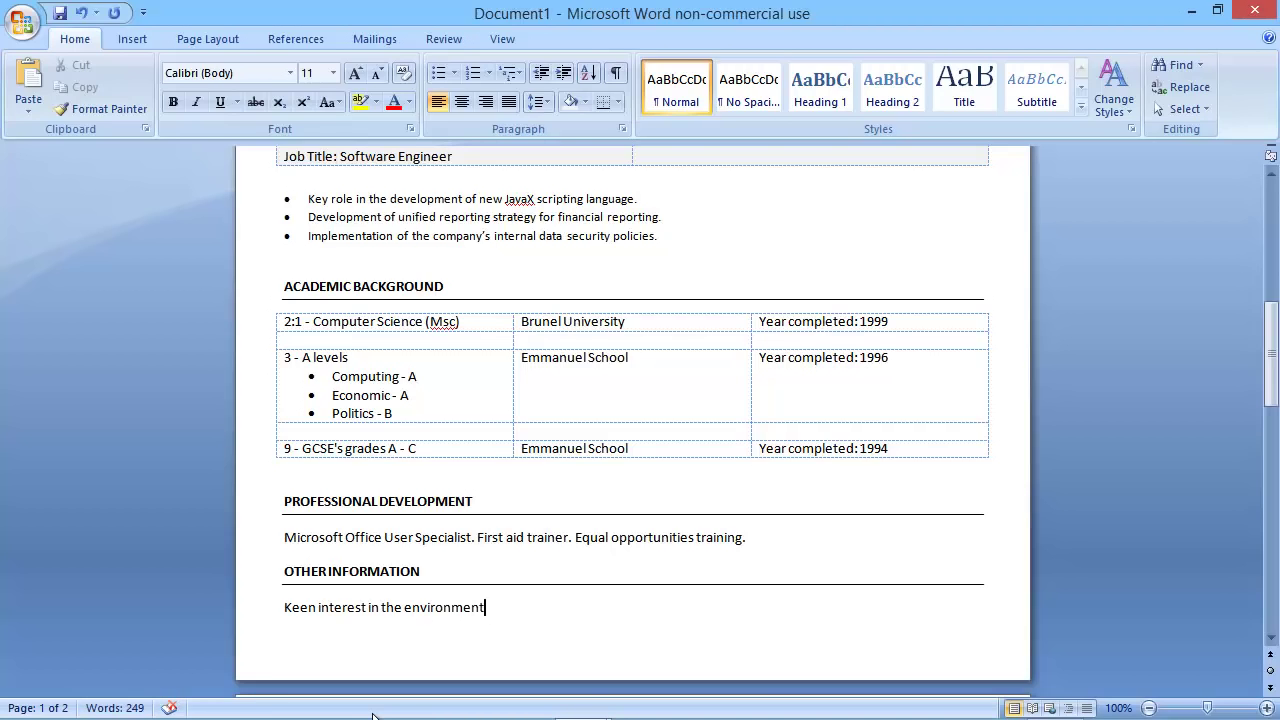 Document1 - Microsoft Word non-commercial use
Home Insert Page Layout References Mailings Review View
Paste
Cut
Copy
Format Painter
Clipboard
Calibri (Body) 11
B I U abc x₂ x² Aa
Font
Paragraph
AaBbCcDc AaBbCcDc AaBbC AaBbCc AaB AaBbCc.
¶ Normal ¶ No Spaci... Heading 1 Heading 2 Title Subtitle
Change Styles
Styles
Find
Replace
Select
Editing
Job Title: Software Engineer
• Key role in the development of new JavaX scripting language.
• Development of unified reporting strategy for financial reporting.
• Implementation of the company's internal data security policies.
ACADEMIC BACKGROUND
2:1 - Computer Science (Msc) Brunel University Year completed: 1999
3 - A levels Emmanuel School Year completed: 1996
• Computing - A
• Economic - A
• Politics - B
9 - GCSE's grades A - C Emmanuel School Year completed: 1994
PROFESSIONAL DEVELOPMENT
Microsoft Office User Specialist. First aid trainer. Equal opportunities training.
OTHER INFORMATION
Keen interest in the environment
Page: 1 of 2 Words: 249 100%